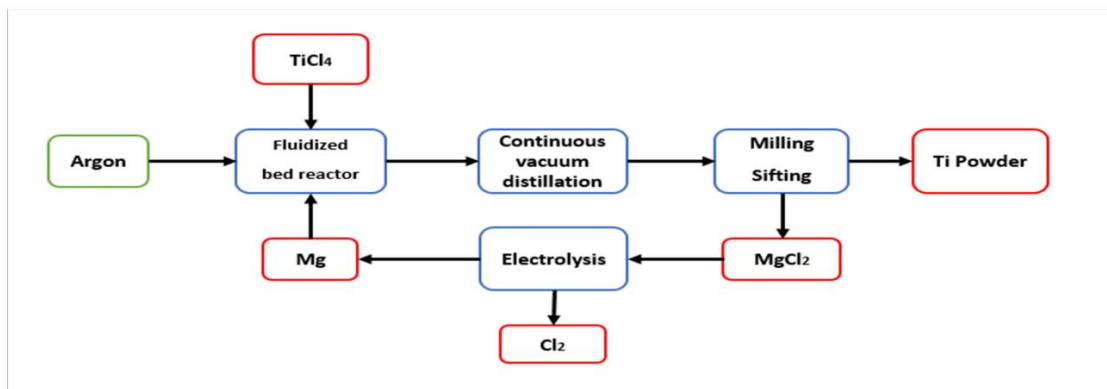 TiCl4
Argon
Fluidized
bed reactor
Continuous
vacuum
distillation
Milling
Sifting
Ti Powder
Mg
Electrolysis
MgCl2
Cl2